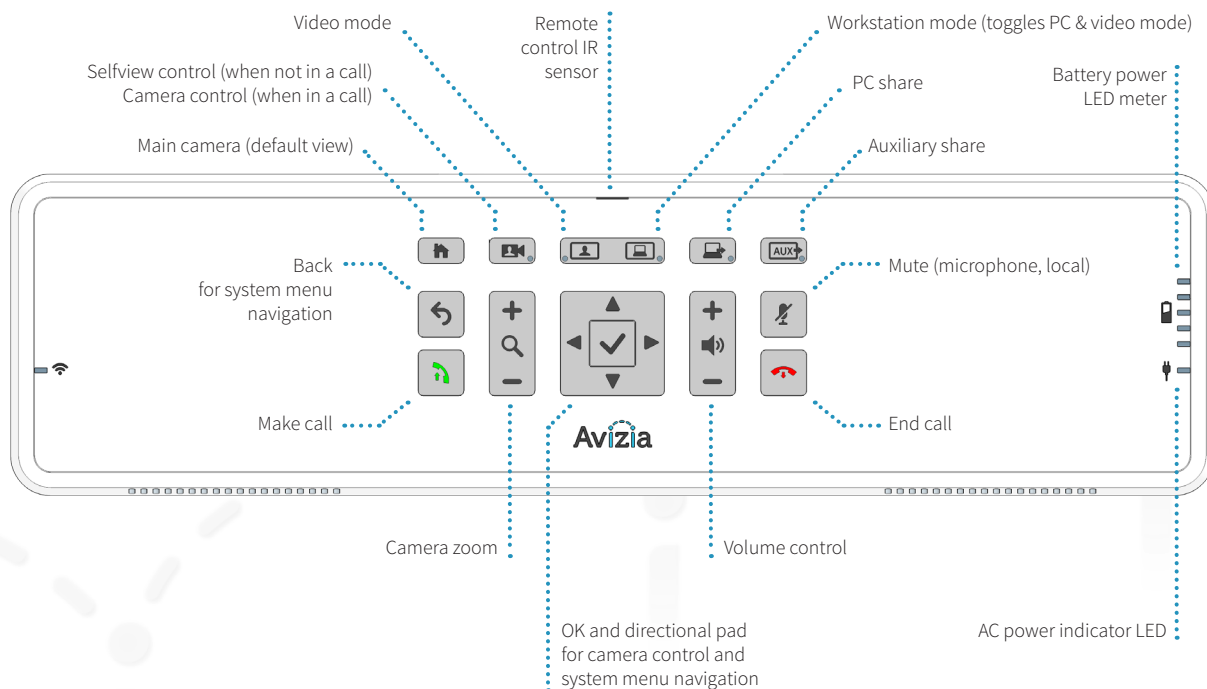 Video mode
Remote
control IR
sensor
Workstation mode (toggles PC & video mode)
Selfview control (when not in a call)
Camera control (when in a call)
PC share
Battery power
LED meter
Main camera (default view)
Auxiliary share
AUX
Back
for system menu
navigation
Mute (microphone, local)
Make call
Avizia
End call
Camera zoom
Volume control
OK and directional pad
for camera control and
system menu navigation
AC power indicator LED